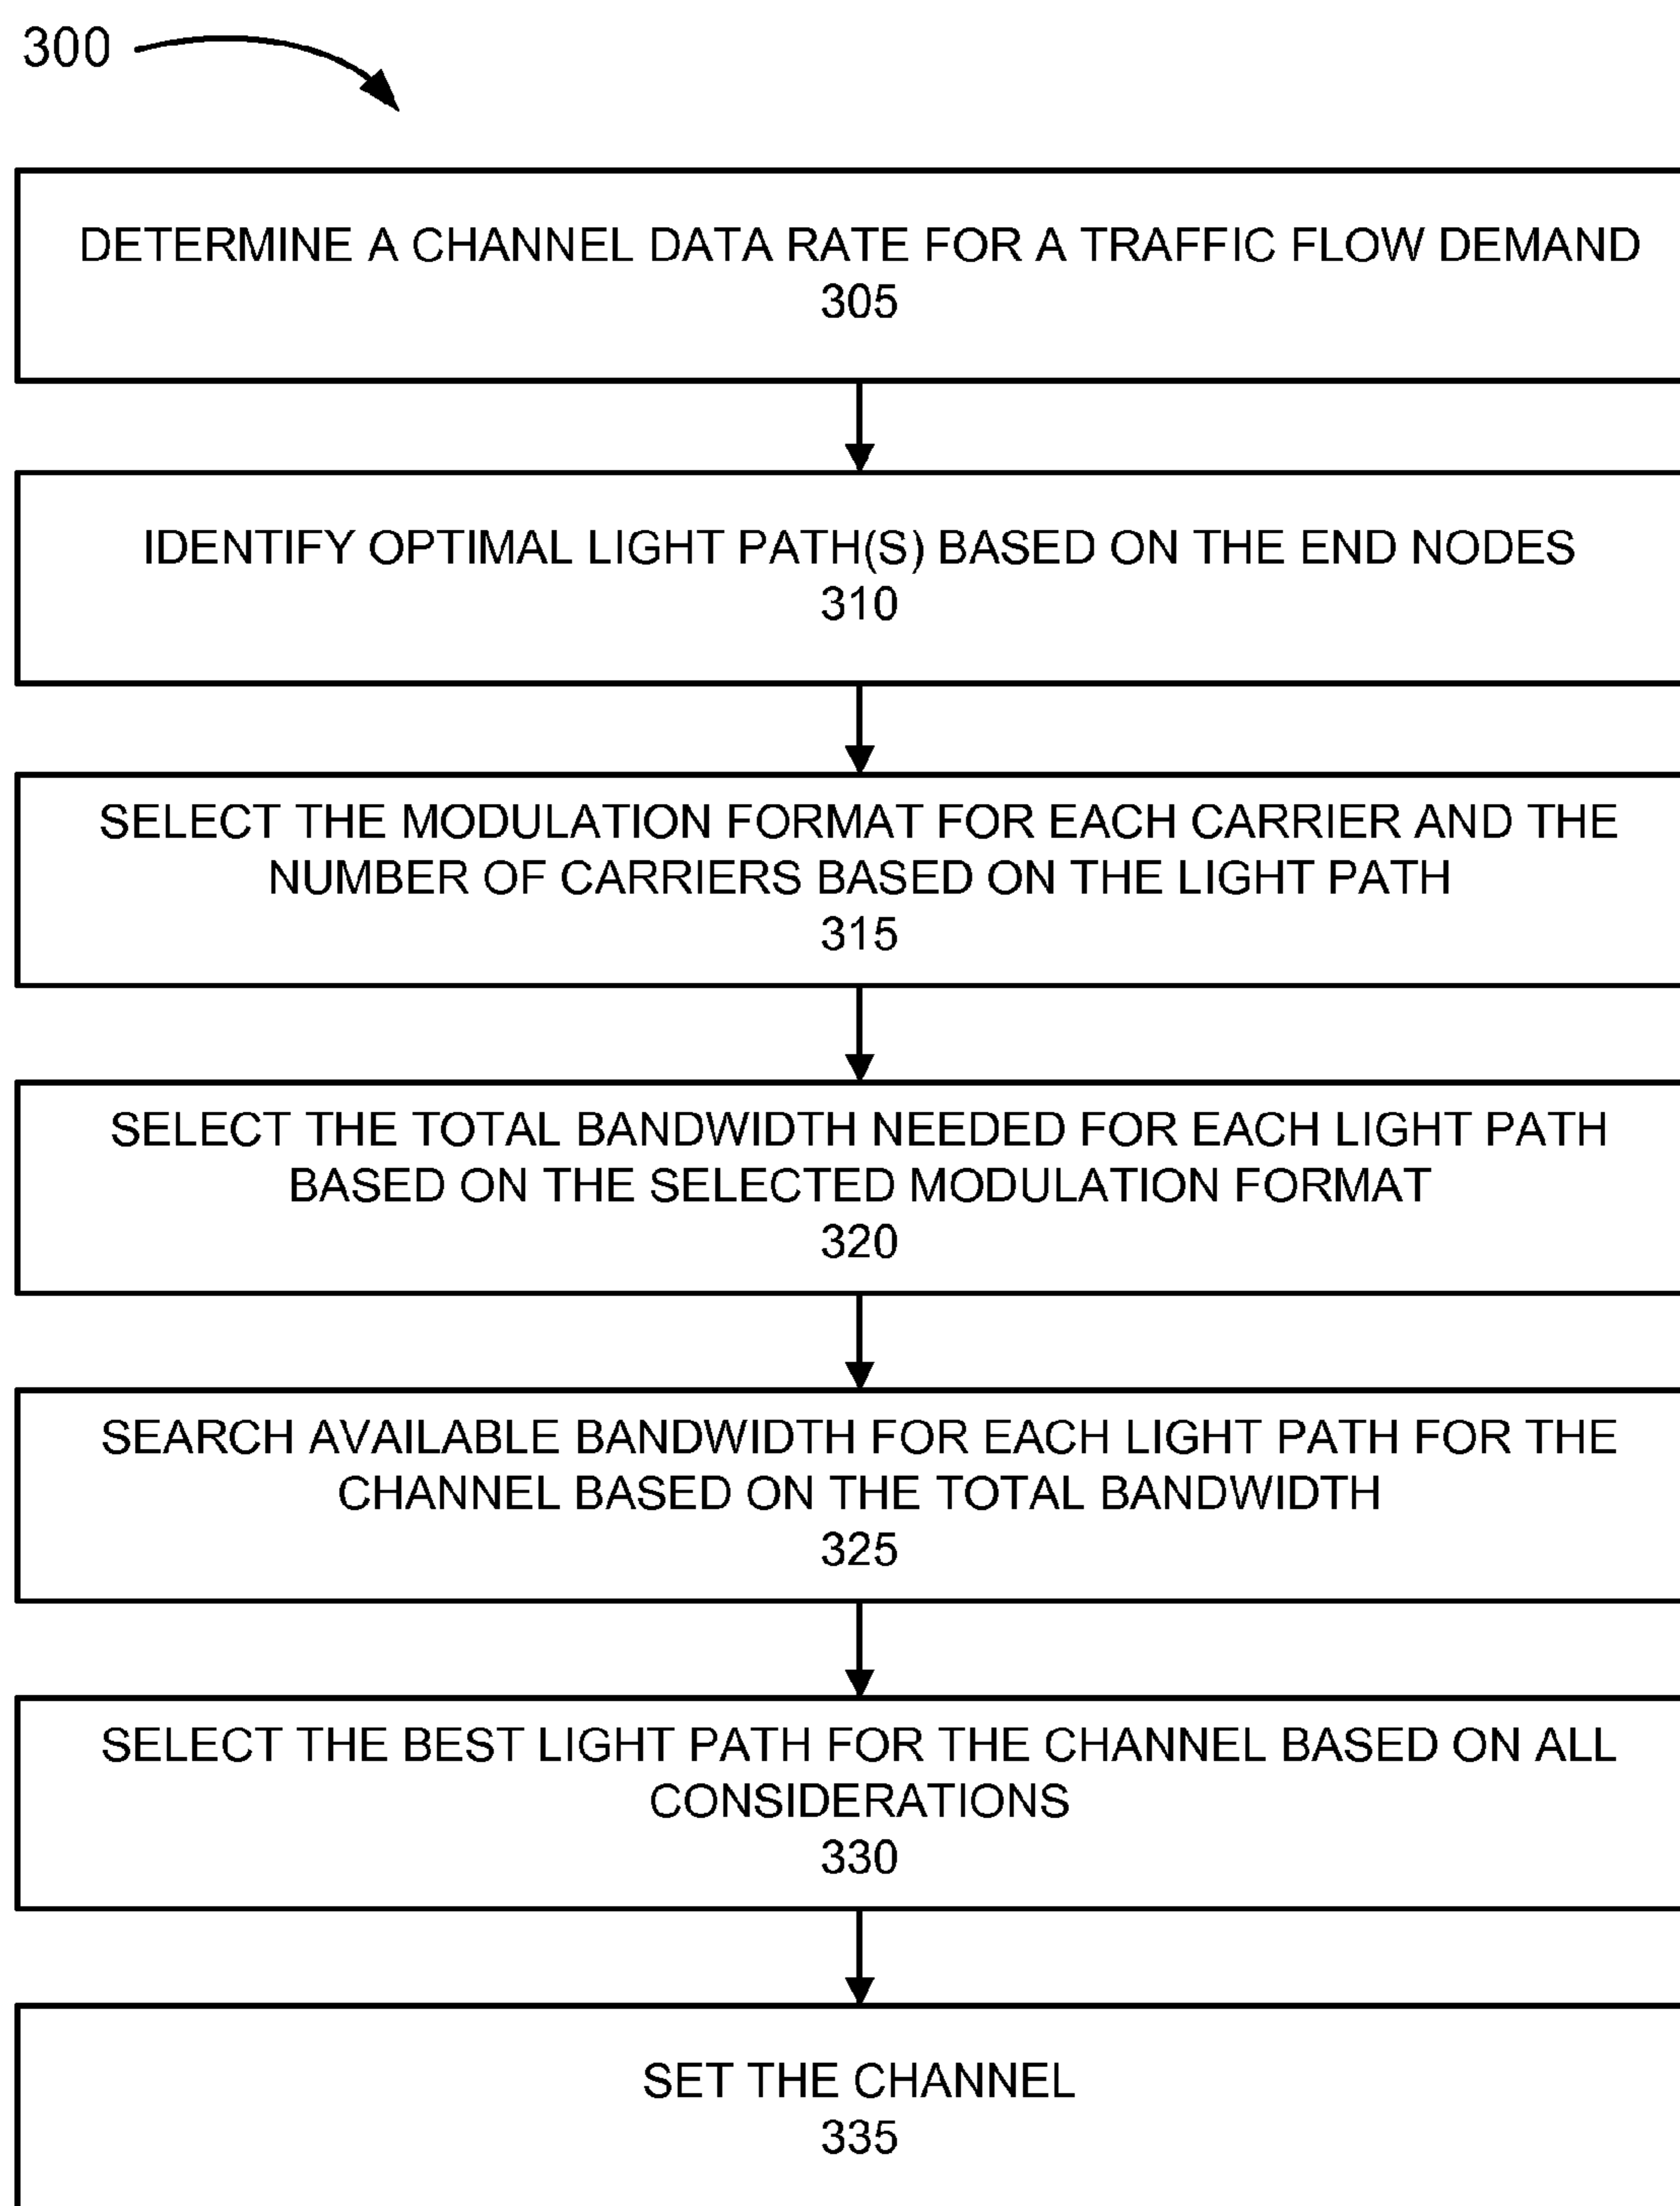 300
DETERMINE A CHANNEL DATA RATE FOR A TRAFFIC FLOW DEMAND
305
IDENTIFY OPTIMAL LIGHT PATH(S) BASED ON THE END NODES
310
SELECT THE MODULATION FORMAT FOR EACH CARRIER AND THE
NUMBER OF CARRIERS BASED ON THE LIGHT PATH
315
SELECT THE TOTAL BANDWIDTH NEEDED FOR EACH LIGHT PATH
BASED ON THE SELECTED MODULATION FORMAT
320
SEARCH AVAILABLE BANDWIDTH FOR EACH LIGHT PATH FOR THE
CHANNEL BASED ON THE TOTAL BANDWIDTH
325
SELECT THE BEST LIGHT PATH FOR THE CHANNEL BASED ON ALL
CONSIDERATIONS
330
SET THE CHANNEL
335